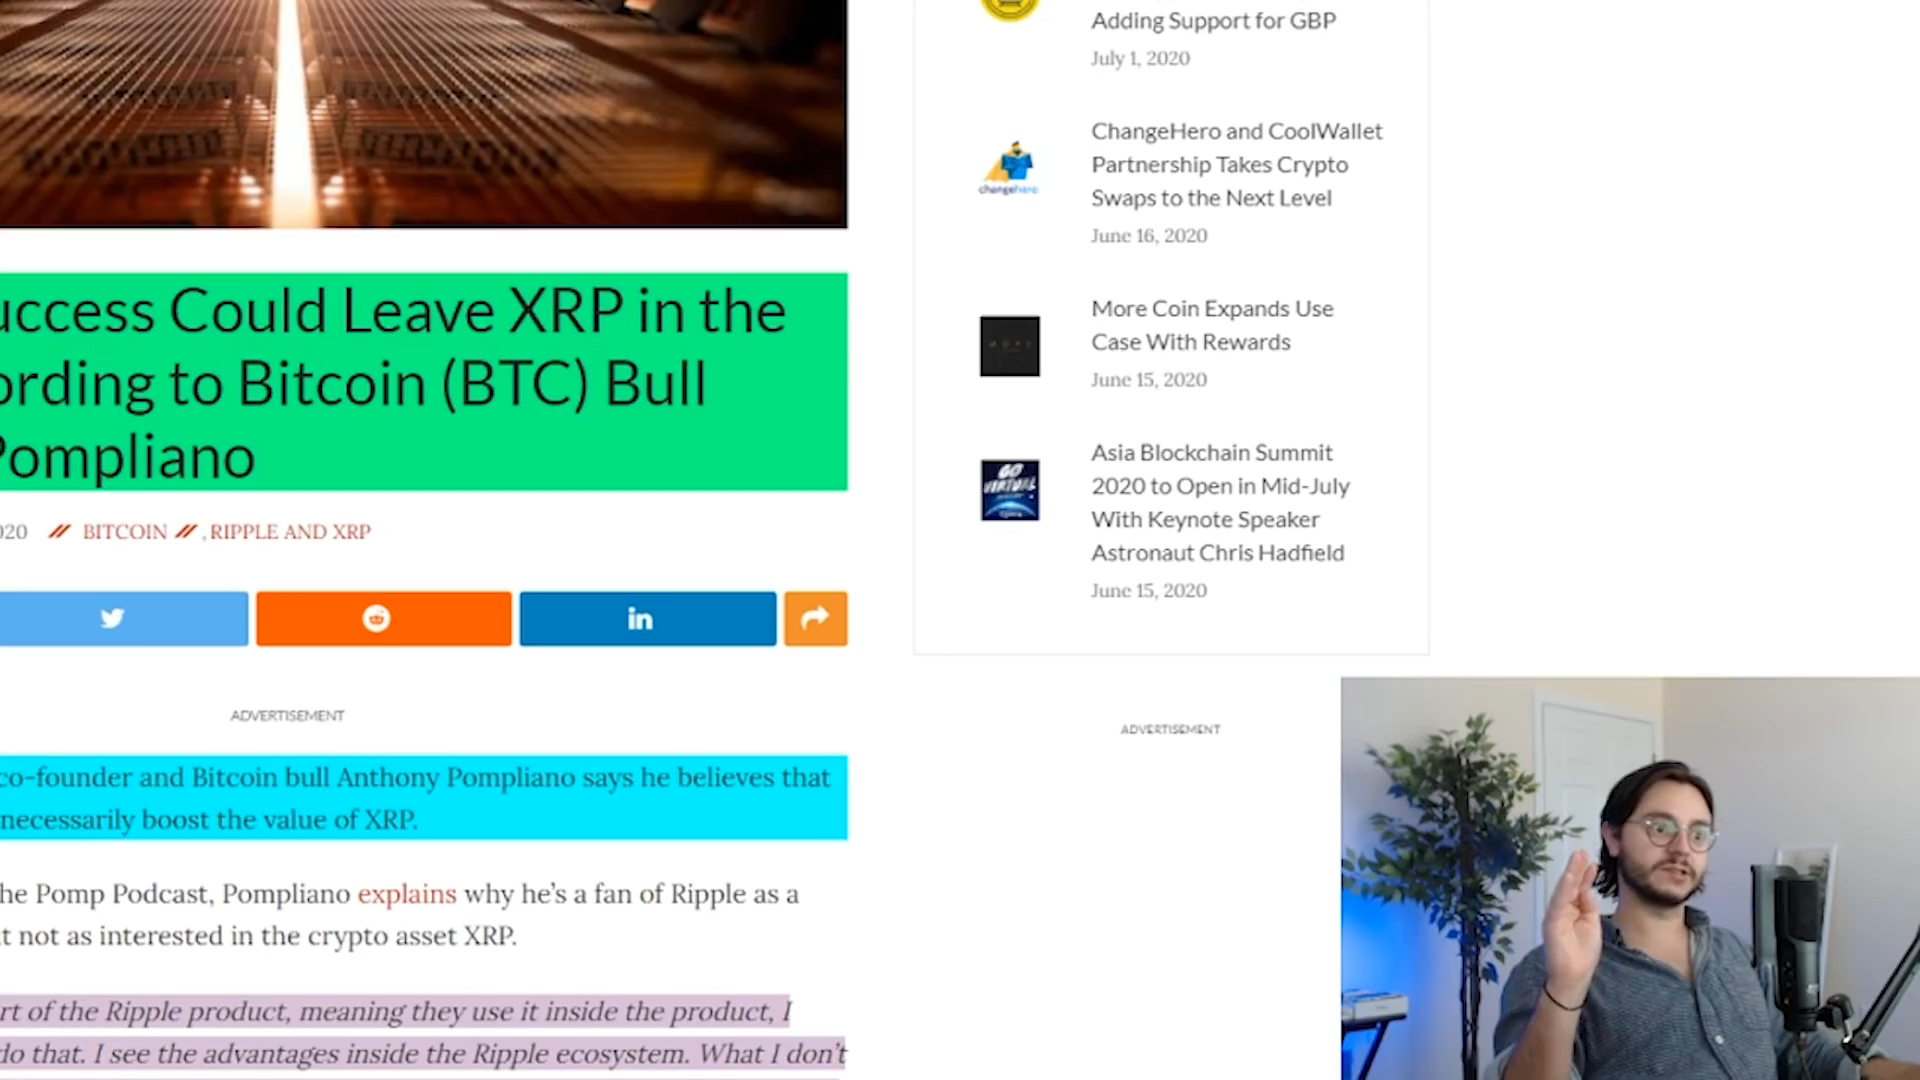 uccess Could Leave XRP in the
ording to Bitcoin (BTC) Bull
Pompliano
020 // BITCOIN // , RIPPLE AND XRP
in
ADVERTISEMENT
co-founder and Bitcoin bull Anthony Pompliano says he believes that
necessarily boost the value of XRP.
he Pomp Podcast, Pompliano explains why he's a fan of Ripple as a
t not as interested in the crypto asset XRP.
rt of the Ripple product, meaning they use it inside the product, I
do that. I see the advantages inside the Ripple ecosystem. What I don't
Adding Support for GBP
July 1, 2020
changehero
ChangeHero and CoolWallet
Partnership Takes Crypto
Swaps to the Next Level
June 16, 2020
MORE
More Coin Expands Use
Case With Rewards
June 15, 2020
GO
VIRTUAL
Asia Blockchain Summit
2020 to Open in Mid-July
With Keynote Speaker
Astronaut Chris Hadfield
June 15, 2020
ADVERTISEMENT